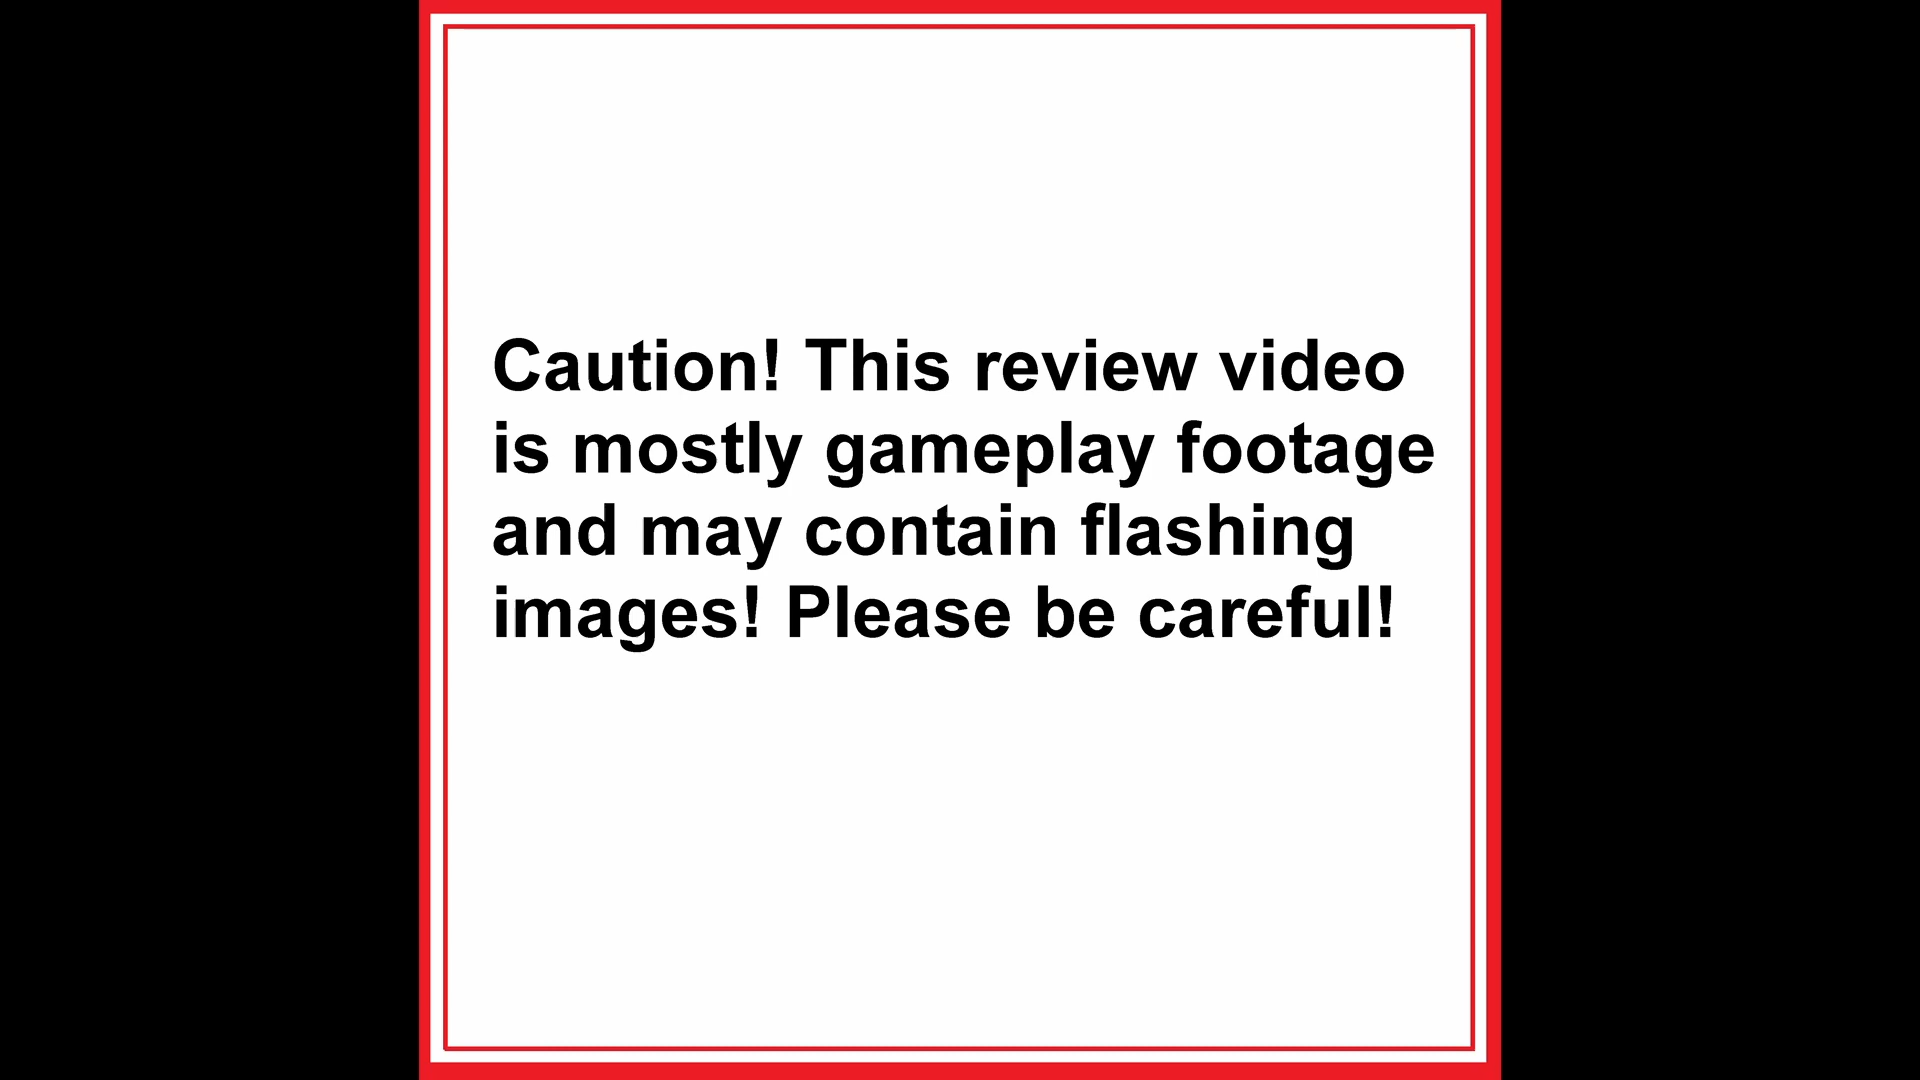 Caution! This review video
is mostly gameplay footage
and may contain flashing
images! Please be careful!